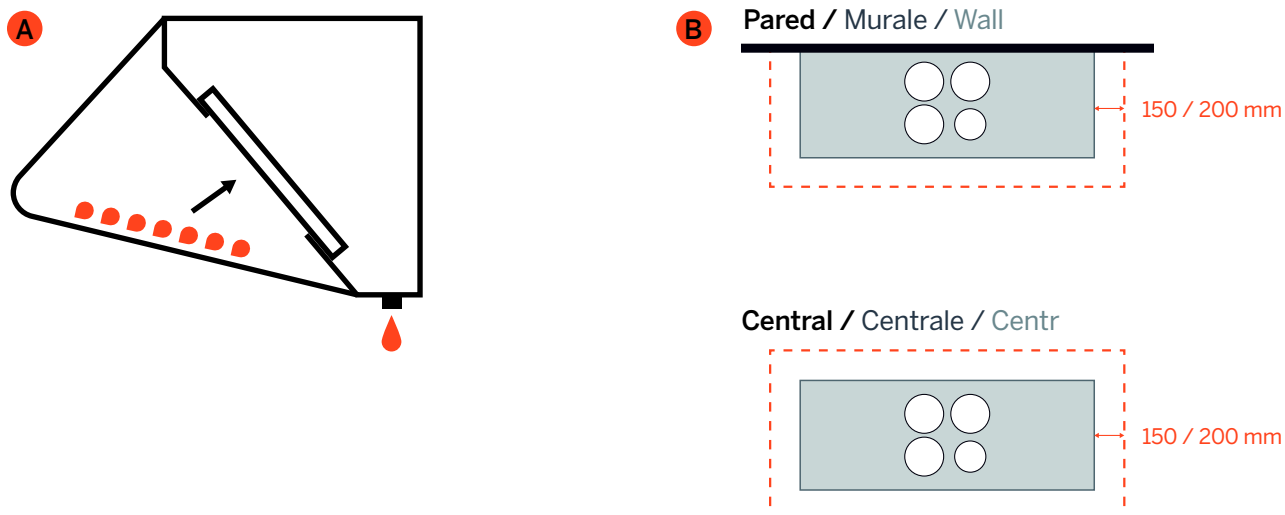 A
B
Pared / Murale / Wall
150 / 200 mm
Central / Centrale / Centr
150 / 200 mm